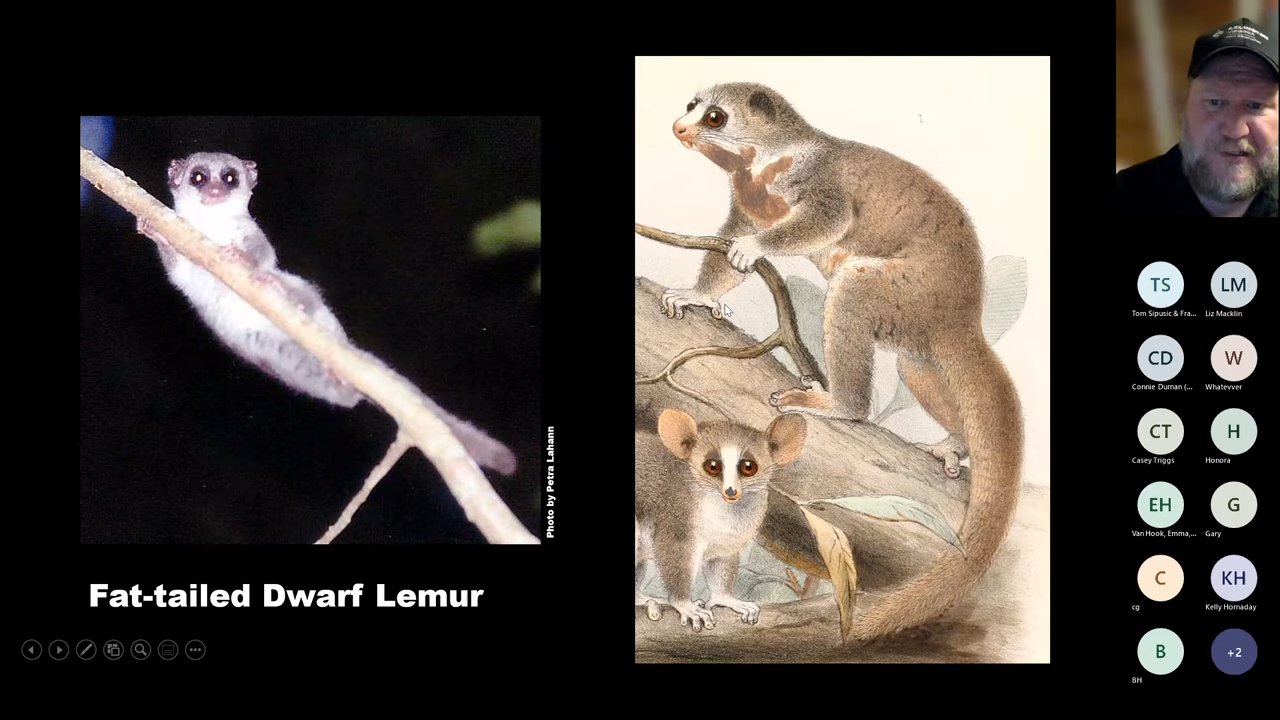 Photo by Petra Lahann
Fat-tailed Dwarf Lemur
1.
TS
LM
Tom Sipusic & Fra...
Liz Macklin
CD
W
Connie Durnan (...
Whatevver
CT
H
Casey Triggs
Honora
EH
G
Van Hook, Emma,...
Gary
C
KH
cg
Kelly Hornaday
B
+2
BH